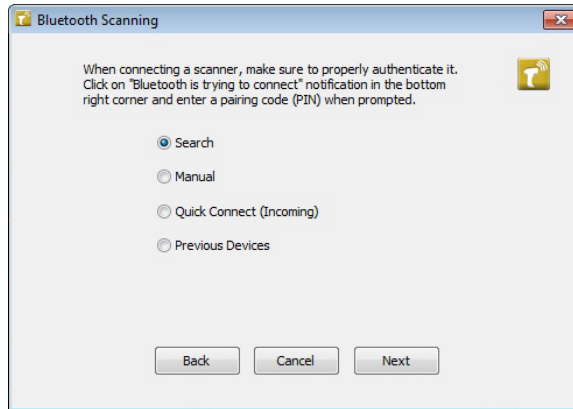 Bluetooth Scanning
When connecting a scanner, make sure to properly authenticate it.
Click on "Bluetooth is trying to connect" notification in the bottom
right corner and enter a pairing code (PIN) when prompted.
Search
Manual
Quick Connect (Incoming)
Previous Devices
Back Cancel Next